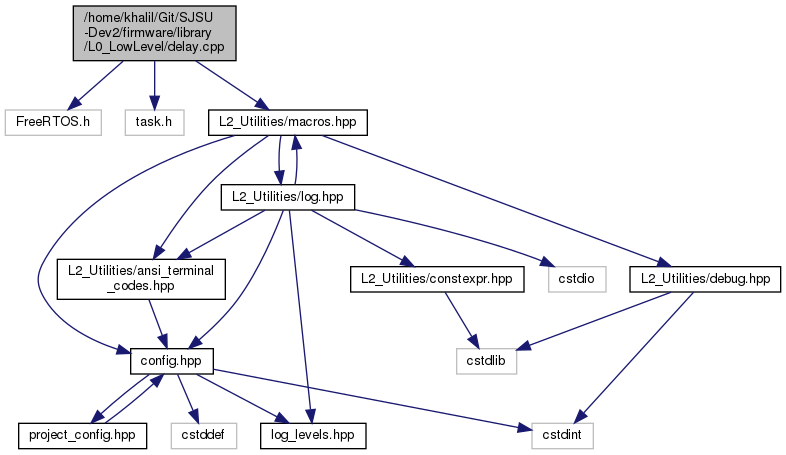 /home/khalil/Git/SJSU
-Dev2/firmware/library
/L0_LowLevel/delay.cpp
FreeRTOS.h
task.h
L2_Utilities/macros.hpp
L2_Utilities/log.hpp
L2_Utilities/ansi_terminal
_codes.hpp
L2_Utilities/constexpr.hpp
cstdio
L2_Utilities/debug.hpp
config.hpp
cstdlib
project_config.hpp
cstddef
log_levels.hpp
cstdint